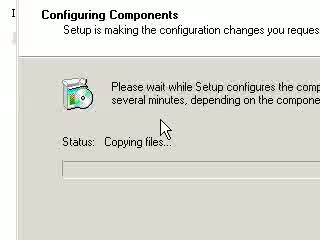 Configuring Components
Setup is making the configuration changes you reques
Please wait while Setup configures the comp
several minutes, depending on the compone
Status: Copying files...